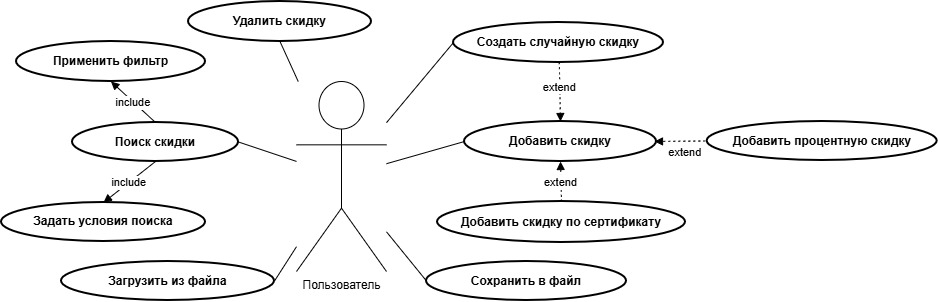 Удалить скидку
Создать случайную скидку
Применить фильтр
extend
include
Поиск скидки
Добавить скидку
Добавить процентную скидку
extend
include
extend
Задать условия поиска
Добавить скидку по сертификату
Загрузить из файла
Пользователь
Сохранить в файл